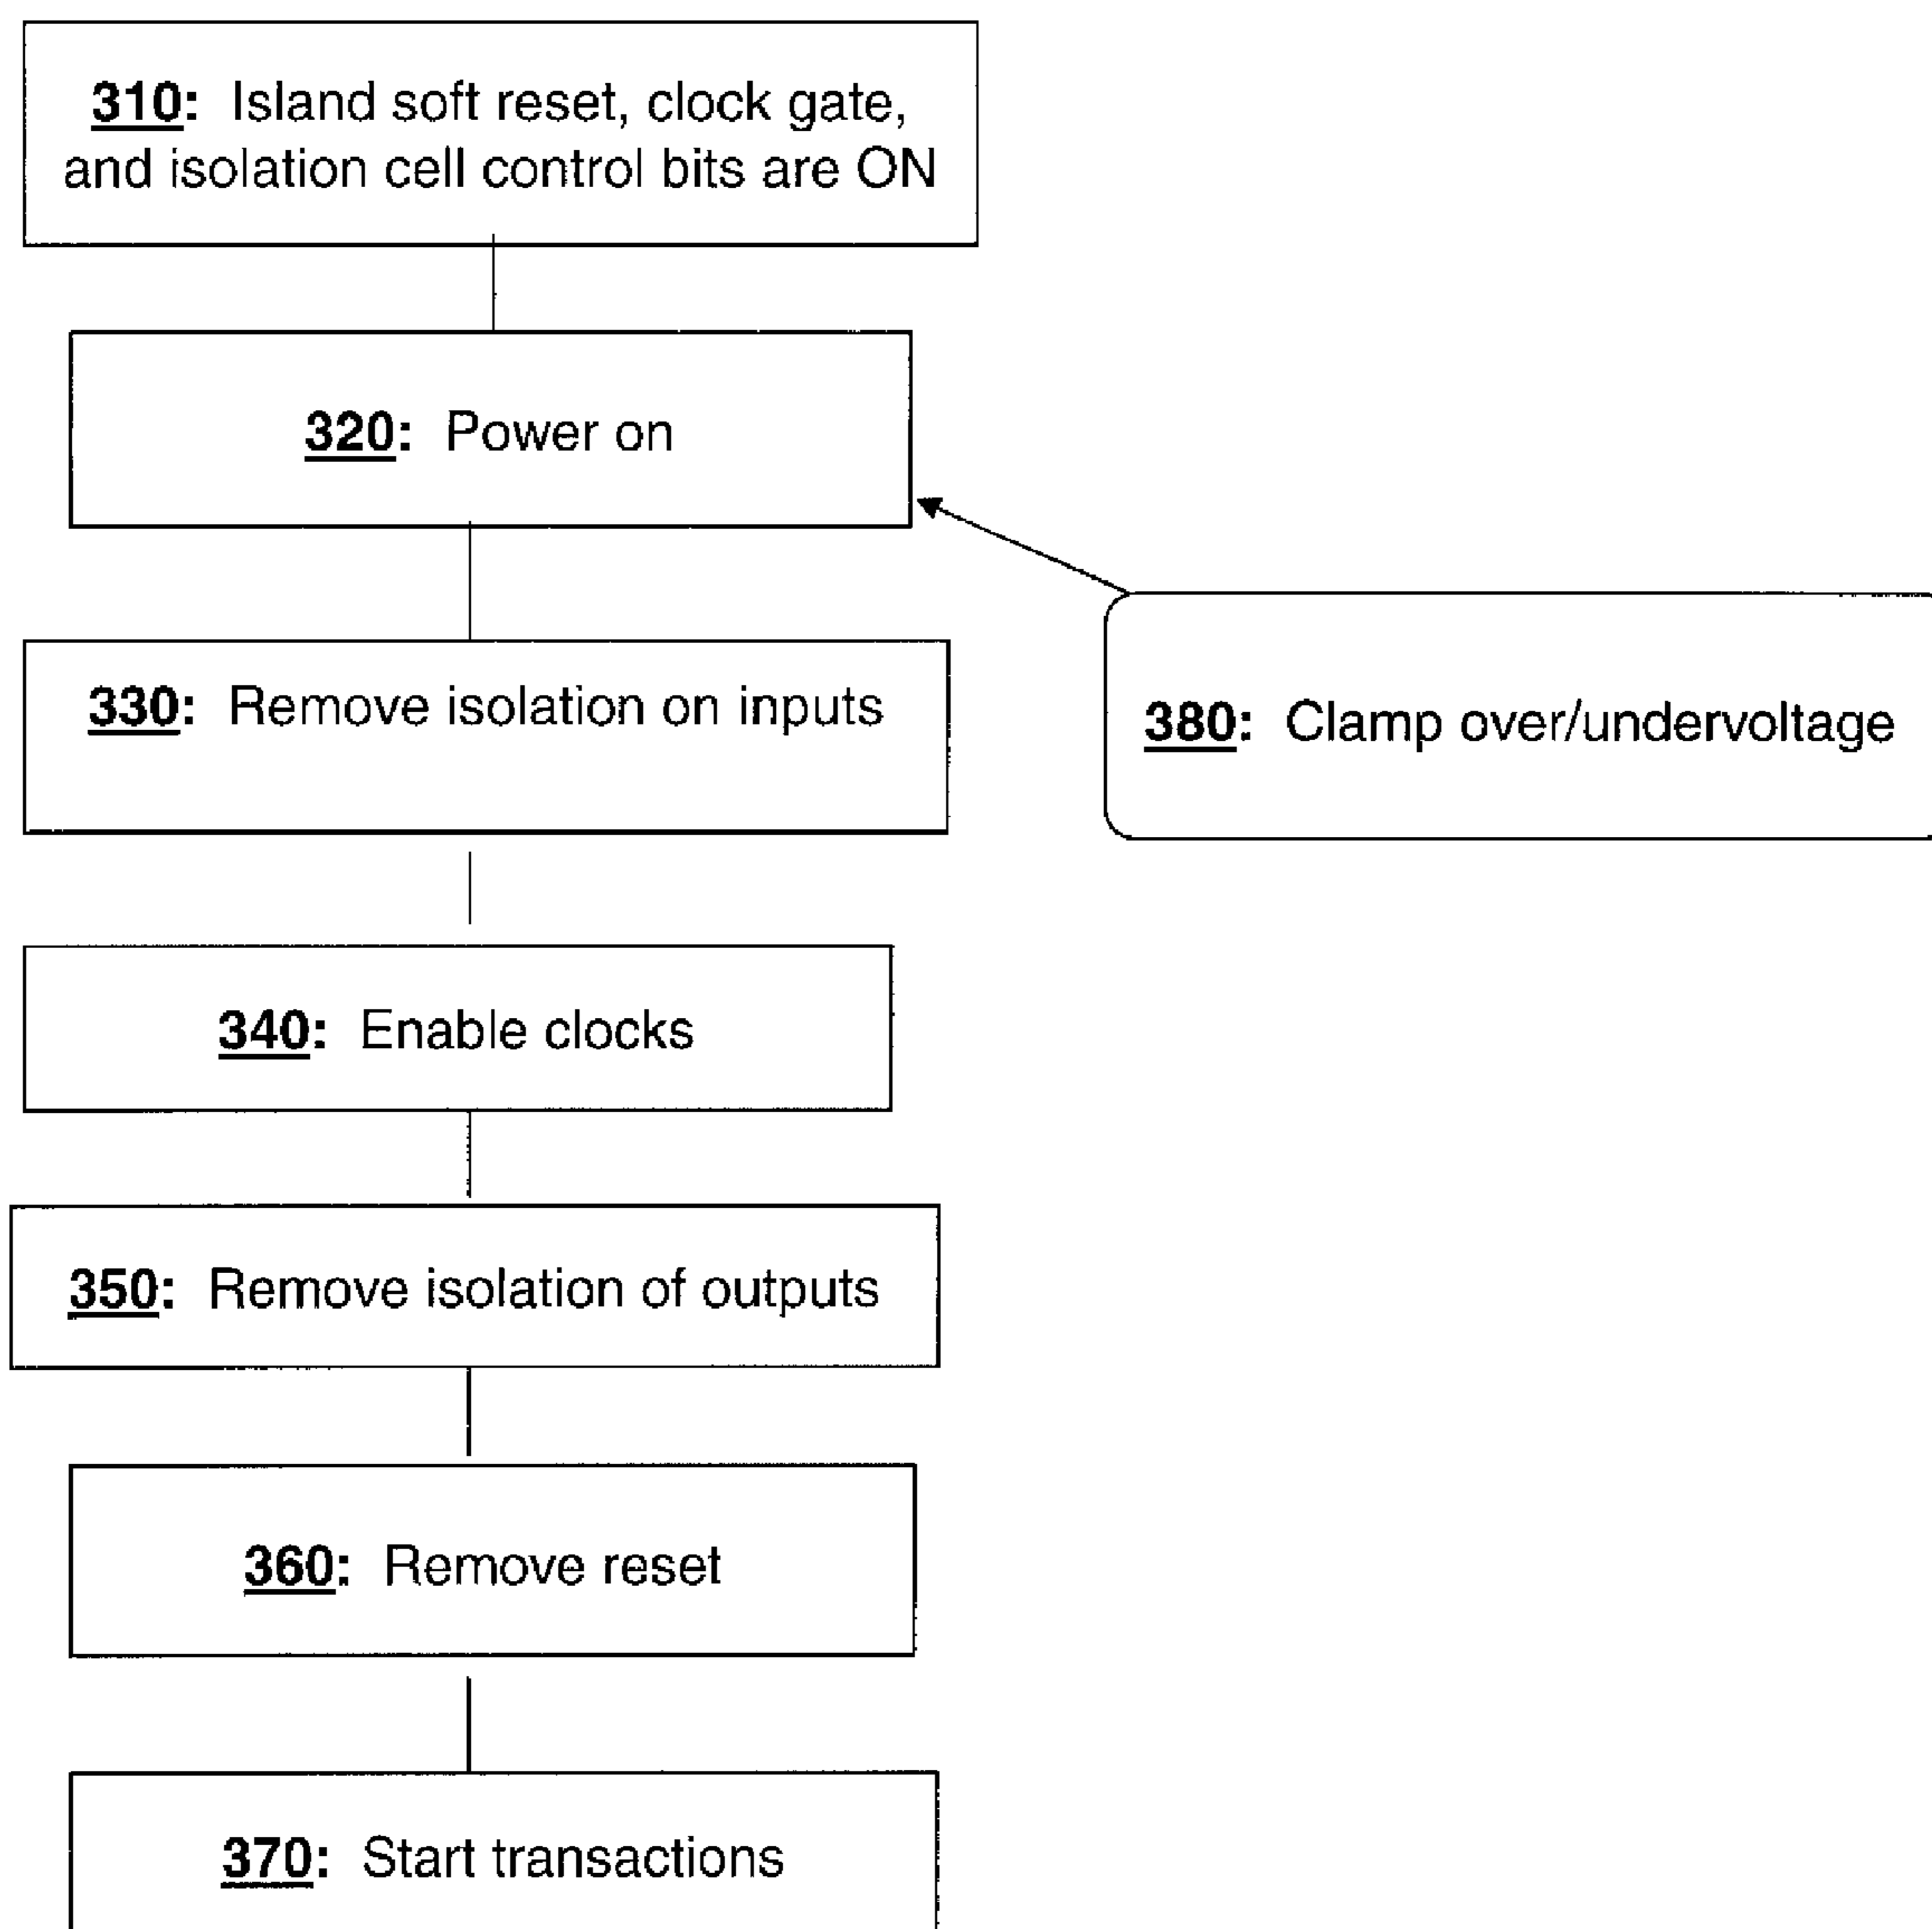 310: Island soft reset, clock gate,
and isolation cell control bits are ON
320: Power on
330: Remove isolation on inputs
380: Clamp over/undervoltage
340: Enable clocks
350: Remove isolation of outputs
360: Remove reset
370: Start transactions